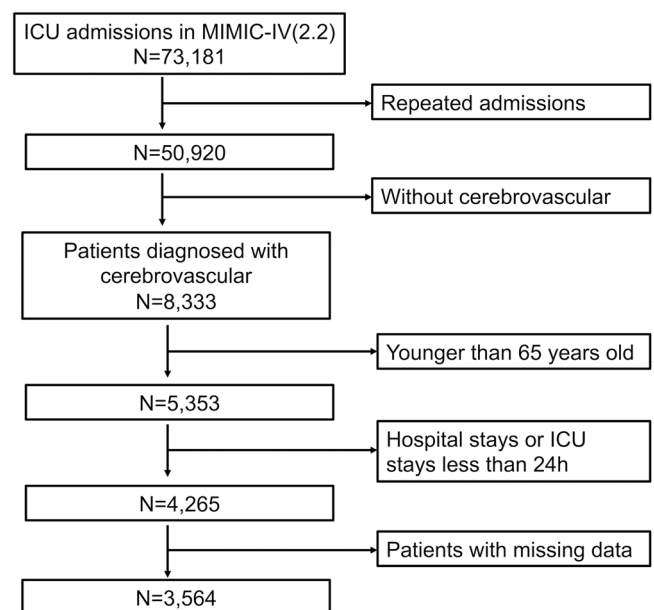 ICU admissions in MIMIC-IV(2.2)
N=73,181
Repeated admissions
N=50,920
Without cerebrovascular
Patients diagnosed with
cerebrovascular
N=8,333
Younger than 65 years old
N=5,353
Hospital stays or ICU
stays less than 24h
N=4,265
Patients with missing data
N=3,564